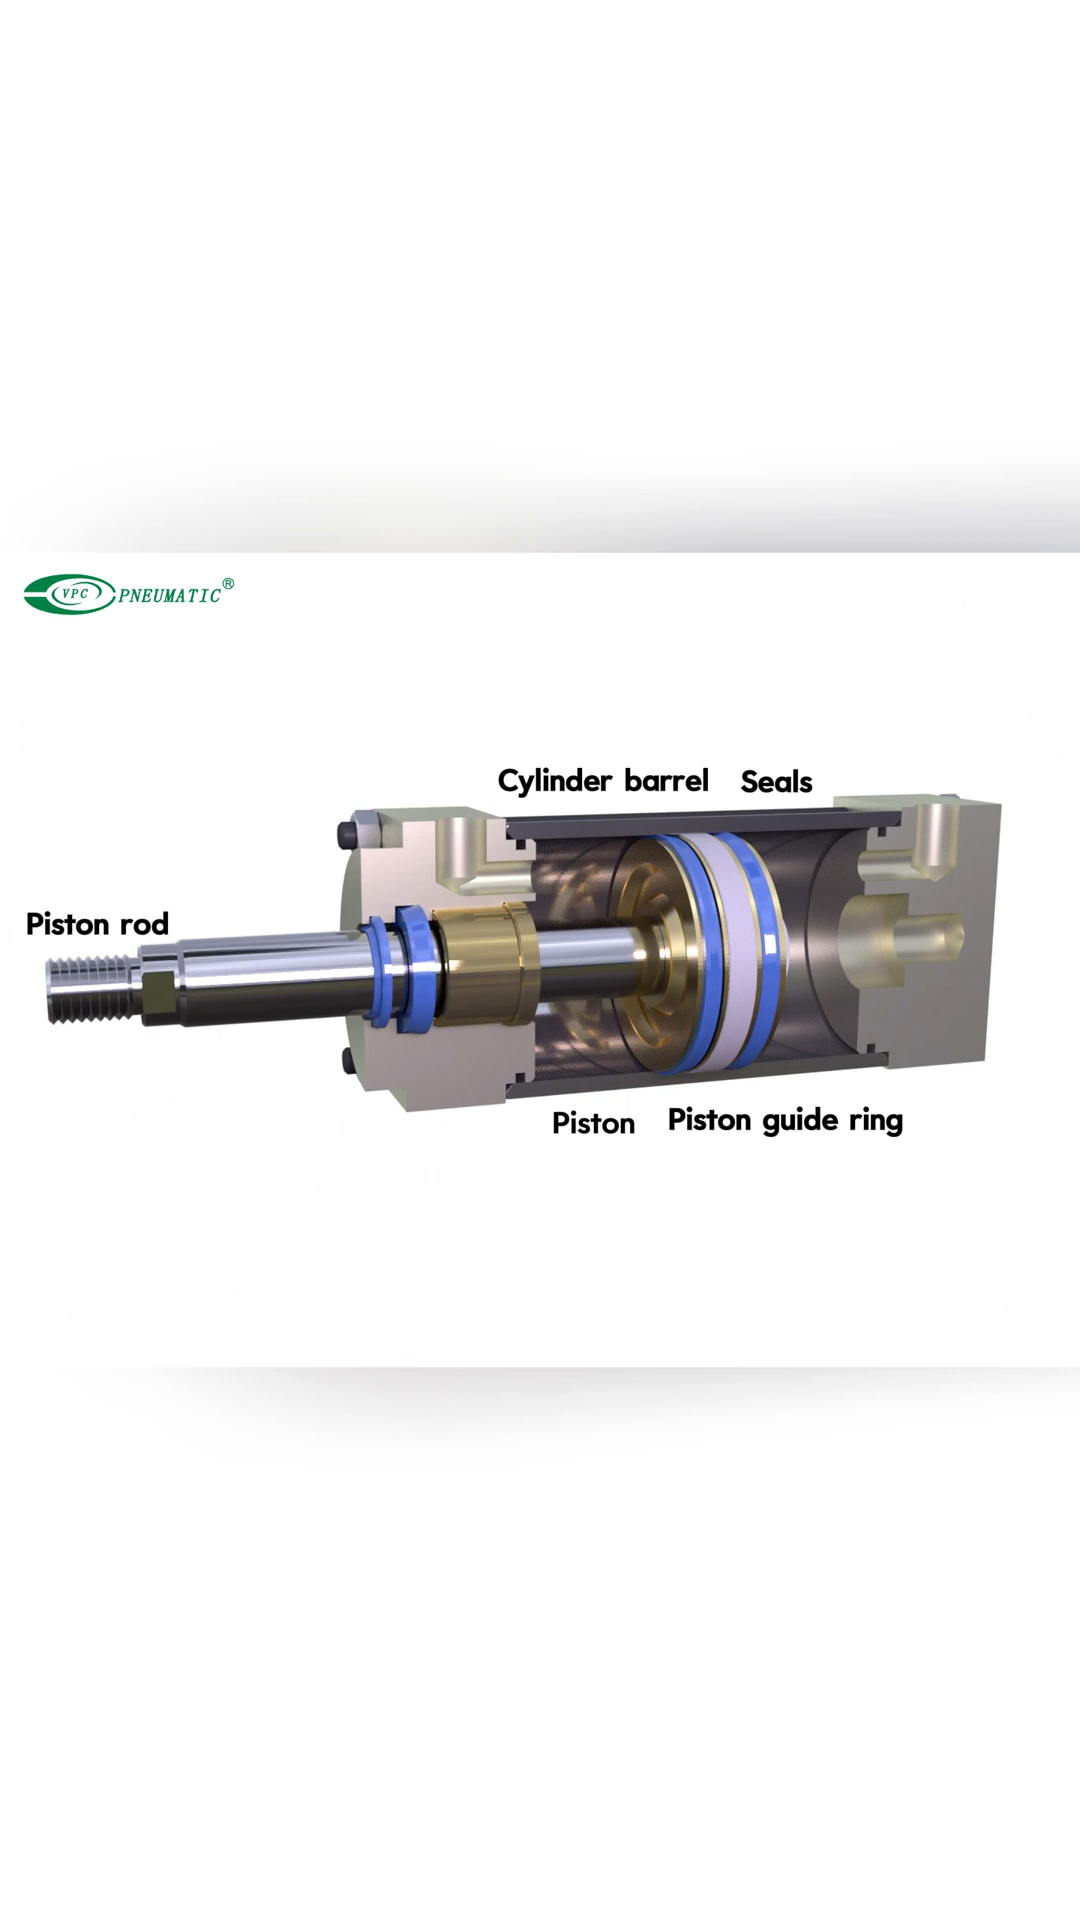 VPC PNEUMATIC®
Cylinder barrel Seals
Piston rod
Piston Piston guide ring